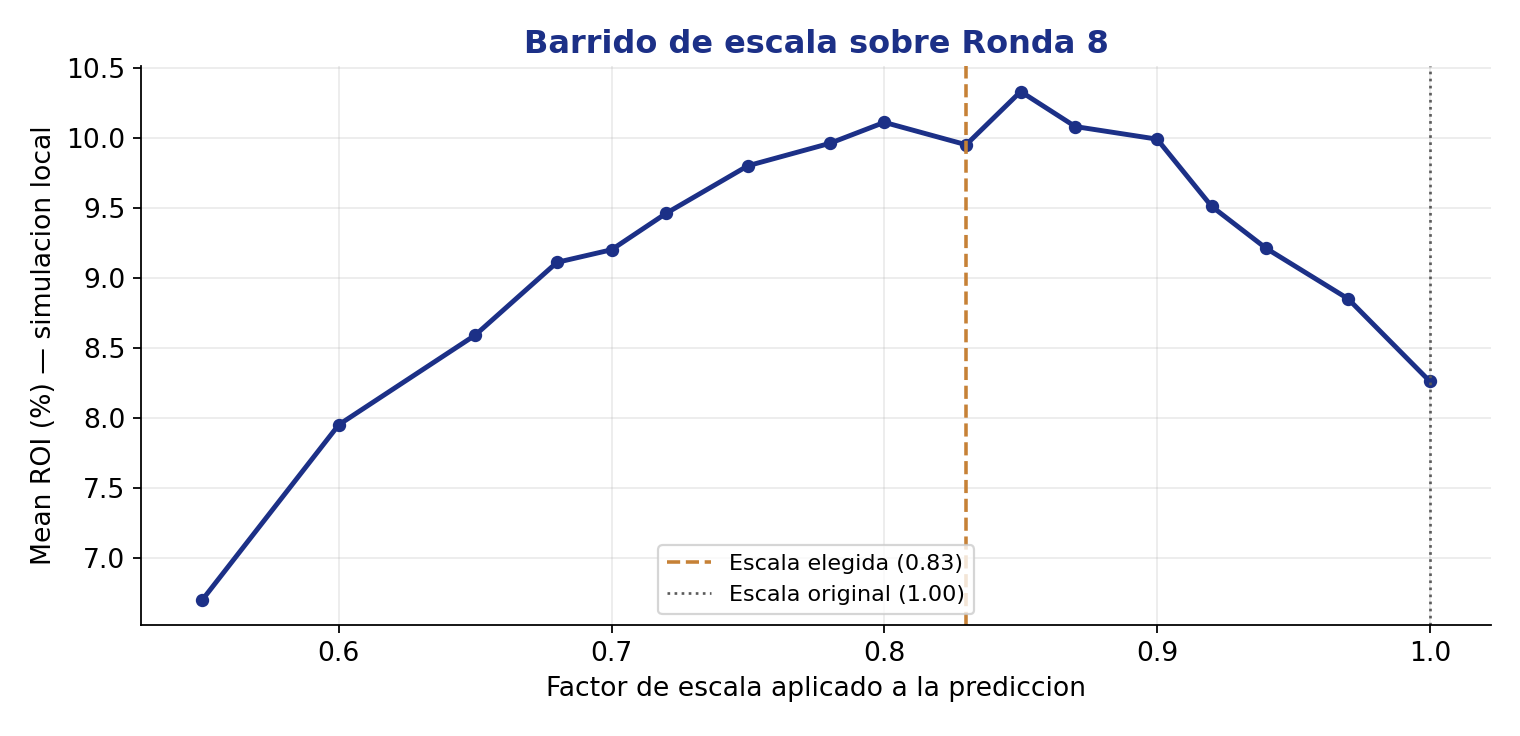 Barrido de escala sobre Ronda 8
Mean ROI (%) — simulacion local
10.5
10.0
9.5
9.0
8.5
8.0
7.5
7.0
Escala elegida (0.83)
Escala original (1.00)
0.6 0.7 0.8 0.9 1.0
Factor de escala aplicado a la prediccion